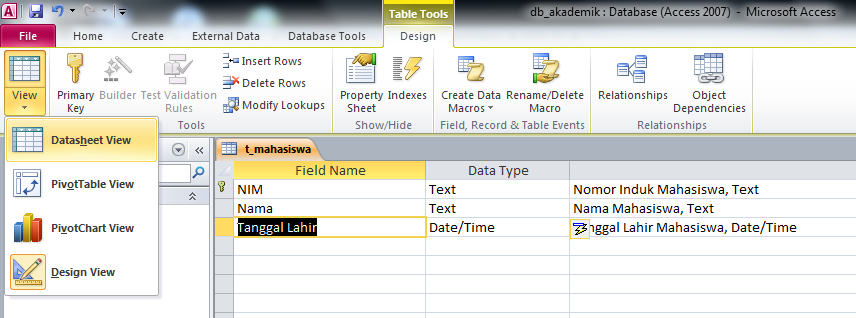 Table Tools
db_akademik : Database (Access 2007) - Microsoft Access
File Home Create External Data Database Tools Design
View
Primary Key
Builder
Test Validation Rules
Insert Rows
Delete Rows
Modify Lookups
Property Sheet
Indexes
Create Data Macros
Rename/Delete Macro
Relationships
Object Dependencies
Tools
Show/Hide
Field, Record & Table Events
Relationships
Datasheet View
PivotTable View
PivotChart View
Design View
t_mahasiswa
Field Name Data Type
NIM Text Nomor Induk Mahasiswa, Text
Nama Text Nama Mahasiswa, Text
Tanggal Lahir Date/Time nggal Lahir Mahasiswa, Date/Time